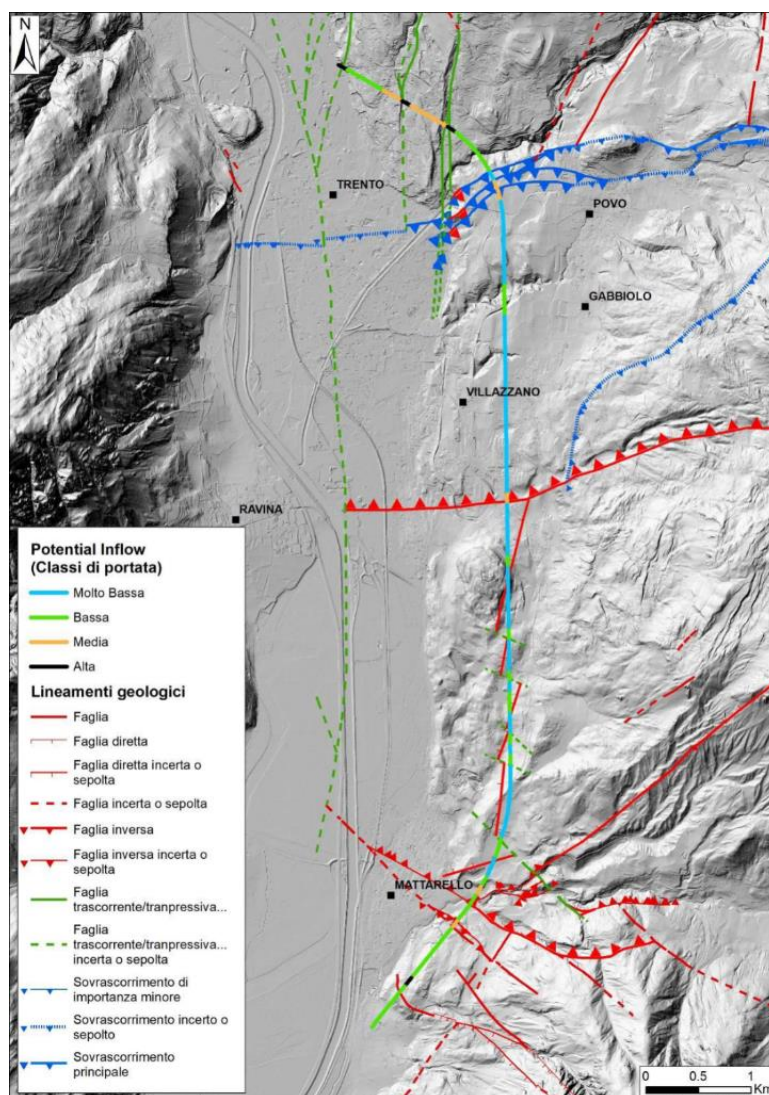 N
TRENTO
POVO
GABBIOLO
VILLAZZANO
RAVINA
MATTARELLO
Potential Inflow
(Classi di portata)
Molto Bassa
Bassa
Media
Alta
Lineamenti geologici
Faglia
Faglia diretta
Faglia diretta incerta o
sepolta
Faglia incerta o sepolta
Faglia inversa
Faglia inversa incerta o
sepolta
Faglia
trascorrente/tranpressiva...
Faglia
trascorrente/tranpressiva...
incerta o sepolta
Sovrascorrimento di
importanza minore
Sovrascorrimento incerto o
sepolto
Sovrascorrimento
principale
0 0.5 1
Km